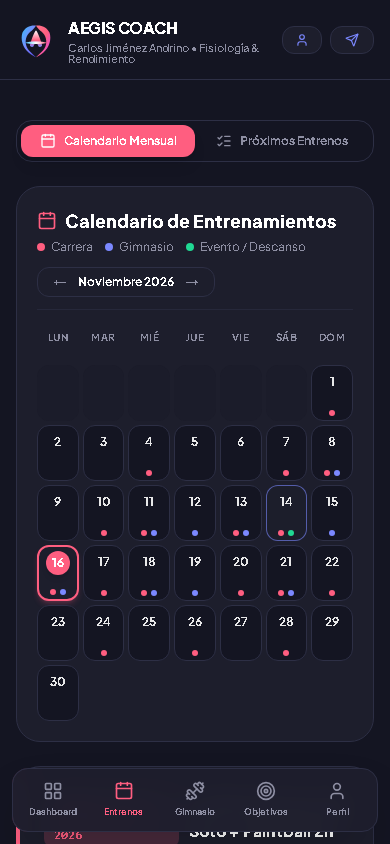 AEGIS COACH
Carlos Jiménez Andrino • Fisiología &
Rendimiento
Calendario Mensual
Próximos Entrenos
Calendario de Entrenamientos
Carrera
Gimnasio
Evento / Descanso
← Noviembre 2026 →
LUN MAR MIÉ JUE VIE SÁB DOM
1
2 3 4 5 6 7 8
9 10 11 12 13 14 15
16 17 18 19 20 21 22
23 24 25 26 27 28 29
30
Dashboard Entrenos Gimnasio Objetivos Perfil
2026
Solo + Paintball 2h